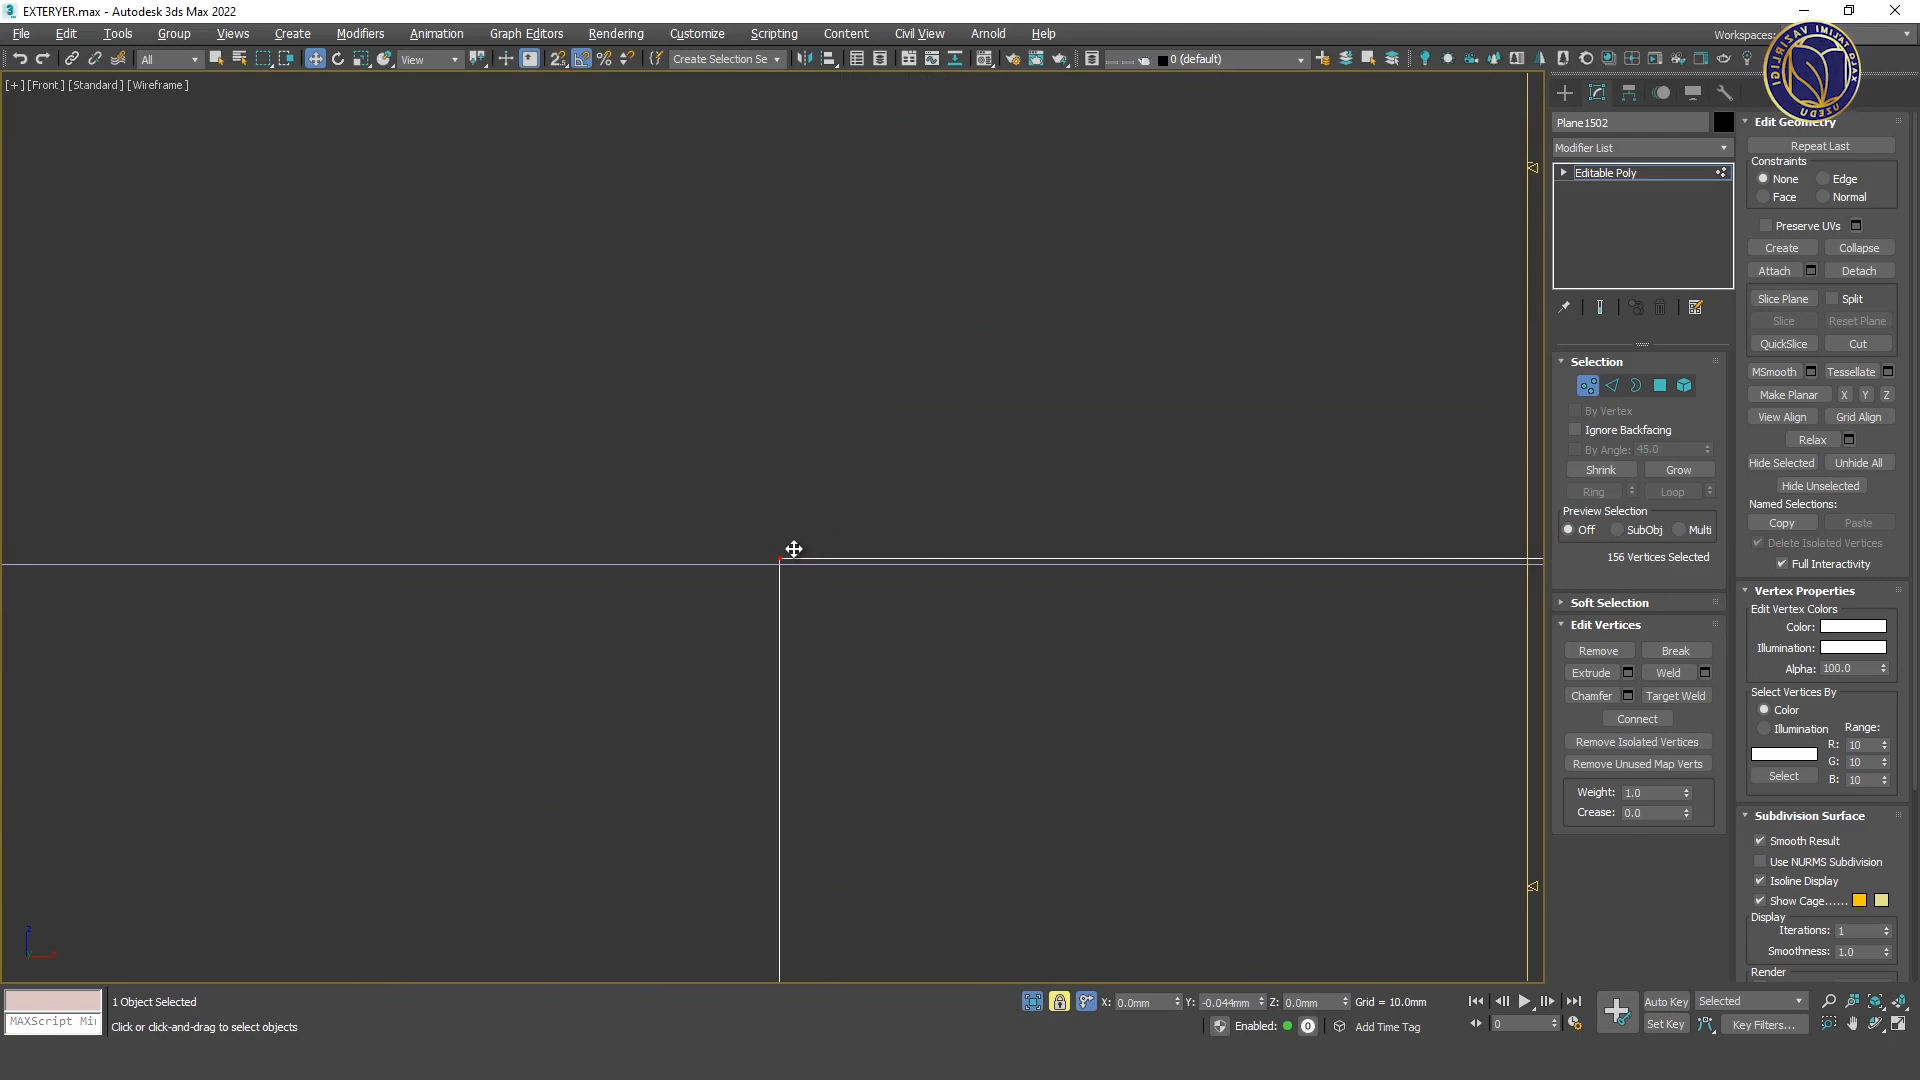 EXTERYER.max - Autodesk 3ds Max 2022
File Edit Tools Group Views Create Modifiers Animation Graph Editors Rendering Customize Scripting Content Civil View Arnold Help
Workspaces:
All View Create Selection Se 0 (default)
[+] [Front] [Standard] [Wireframe]
Plane1502
Modifier List
Editable Poly
Selection
By Vertex
Ignore Backfacing
By Angle: 45.0
Shrink Grow
Ring Loop
Preview Selection
Off SubObj Multi
156 Vertices Selected
Soft Selection
Edit Vertices
Remove Break
Extrude Weld
Chamfer Target Weld
Connect
Remove Isolated Vertices
Remove Unused Map Verts
Weight: 1.0
Crease: 0.0
Edit Geometry
Repeat Last
Constraints
None Edge
Face Normal
Preserve UVs
Create Collapse
Attach Detach
Slice Plane Split
Slice Reset Plane
QuickSlice Cut
MSmooth Tessellate
Make Planar X Y Z
View Align Grid Align
Relax
Hide Selected Unhide All
Hide Unselected
Named Selections:
Copy Paste
Delete Isolated Vertices
Full Interactivity
Vertex Properties
Edit Vertex Colors
Color:
Illumination:
Alpha: 100.0
Select Vertices By
Color
Illumination Range:
R: 10
G: 10
Select B: 10
Subdivision Surface
Smooth Result
Use NURMS Subdivision
Isoline Display
Show Cage......
Display
Iterations: 1
Smoothness: 1.0
Render
z
1 Object Selected
MAXScript Mi
Click or click-and-drag to select objects
X: 0.0mm Y: -0.044mm Z: 0.0mm Grid = 10.0mm
Enabled: 0 Add Time Tag
0
Auto Key Selected
Set Key Key Filters...